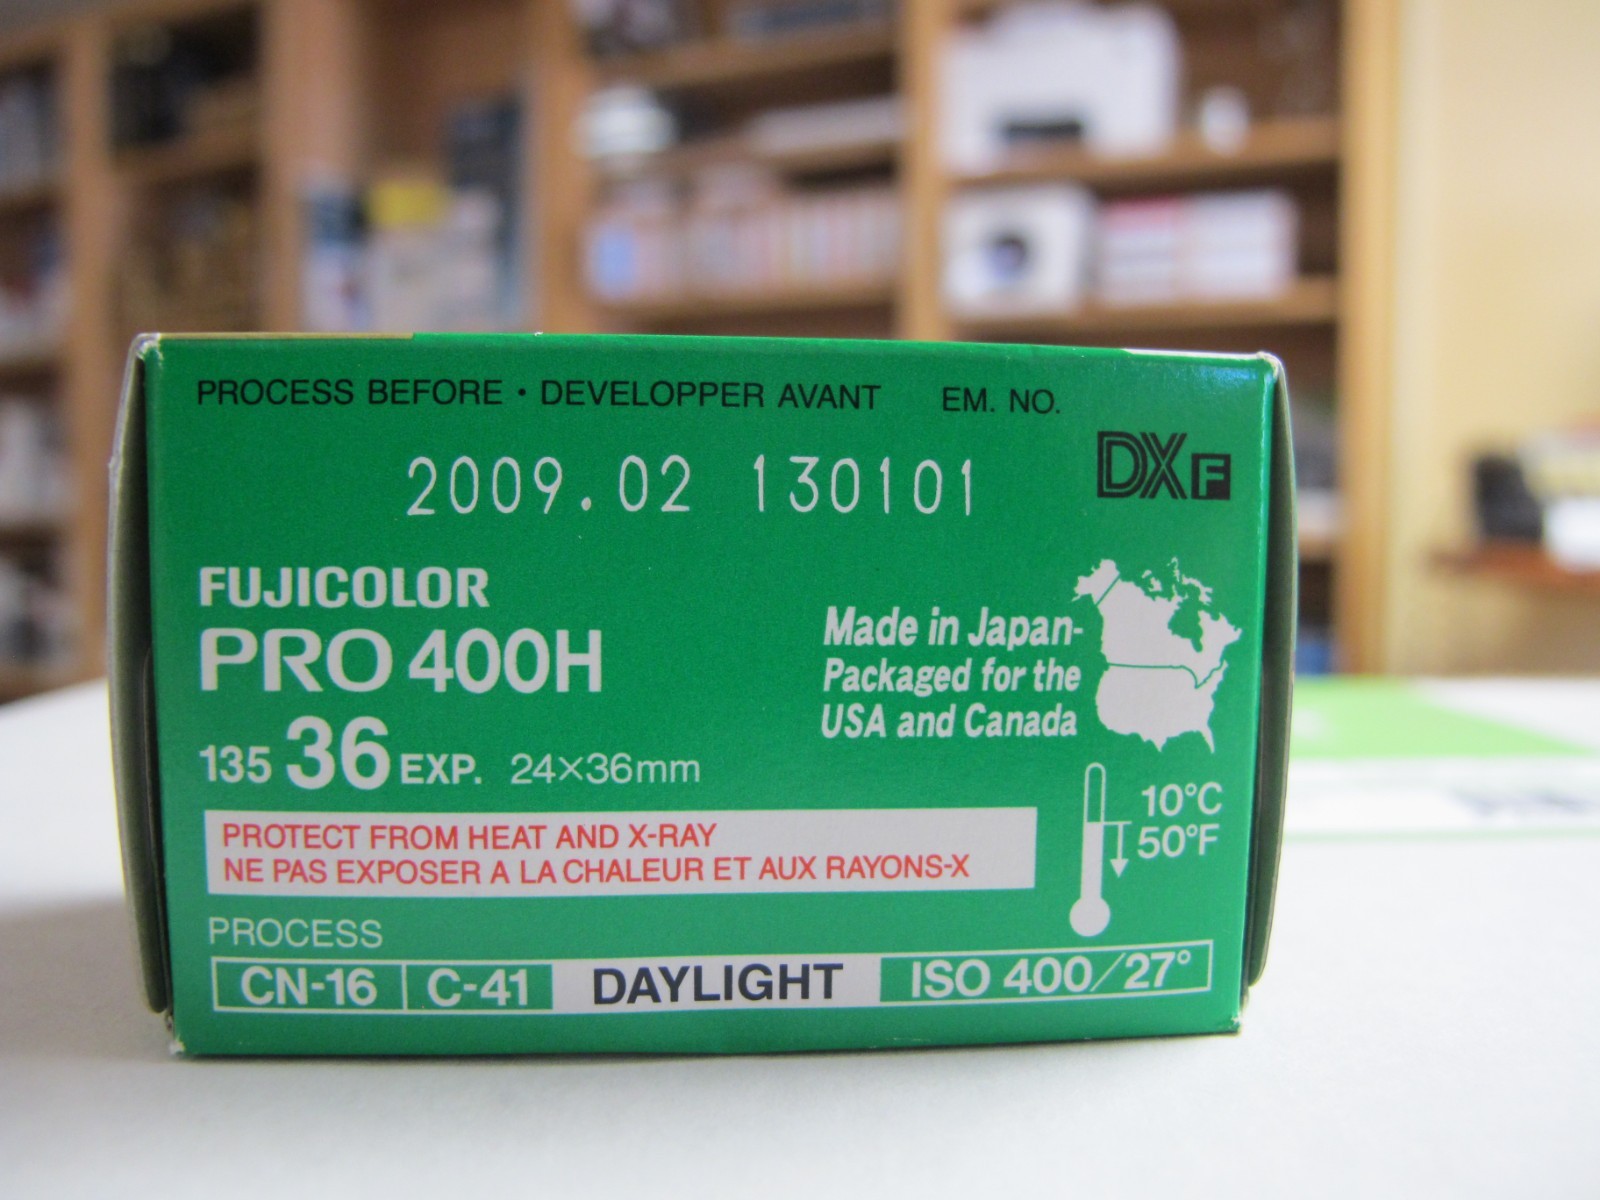 PROCESS BEFORE · DEVELOPPER AVANT EM. NO.
2009.02 130101
DX F
FUJICOLOR
PRO 400H
135 36 EXP. 24×36mm
Made in Japan-
Packaged for the
USA and Canada
10°C
50°F
PROTECT FROM HEAT AND X-RAY
NE PAS EXPOSER A LA CHALEUR ET AUX RAYONS-X
PROCESS
CN-16 C-41 DAYLIGHT ISO 400/27°